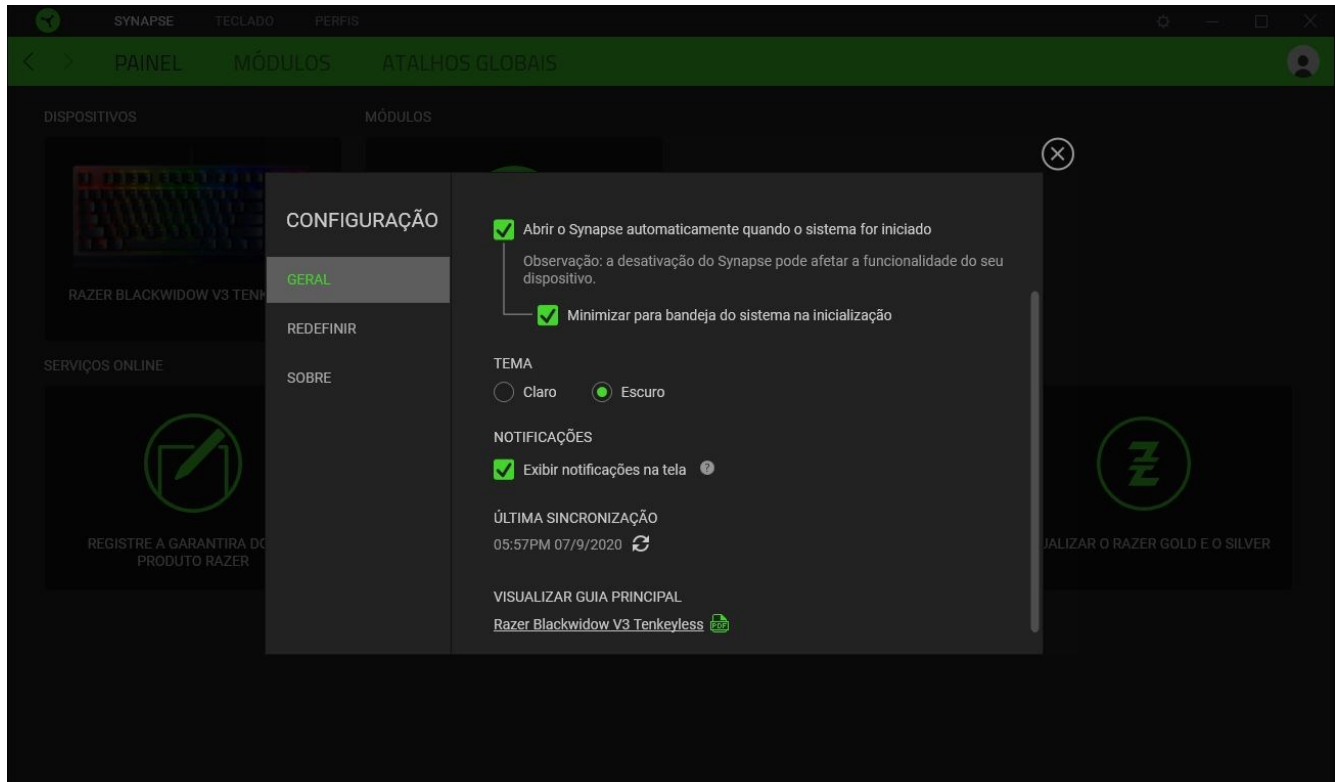 SYNAPSE
TECLADO
PERFIS
PAINEL
MÓDULOS
ATALHOS GLOBAIS
DISPOSITIVOS
MÓDULOS
RAZER BLACKWIDOW V3
SERVIÇOS ONLINE
REGISTRE A GARANTIRA
PRODUTO RAZER
O RAZER GOLD E O SILVER
CONFIGURAÇÃO
GERAL
REDEFINIR
SOBRE
Abrir o Synapse automaticamente quando o sistema for iniciado
Observação: a desativação do Synapse pode afetar a funcionalidade do seu
dispositivo.
Minimizar para bandeja do sistema na inicialização
TEMA
Claro
Escuro
NOTIFICAÇÕES
Exibir notificações na tela
?
ÚLTIMA SINCRONIZAÇÃO
05:57PM 07/9/2020
VISUALIZAR GUIA PRINCIPAL
Razer Blackwidow V3 Tenkeyless
PDF